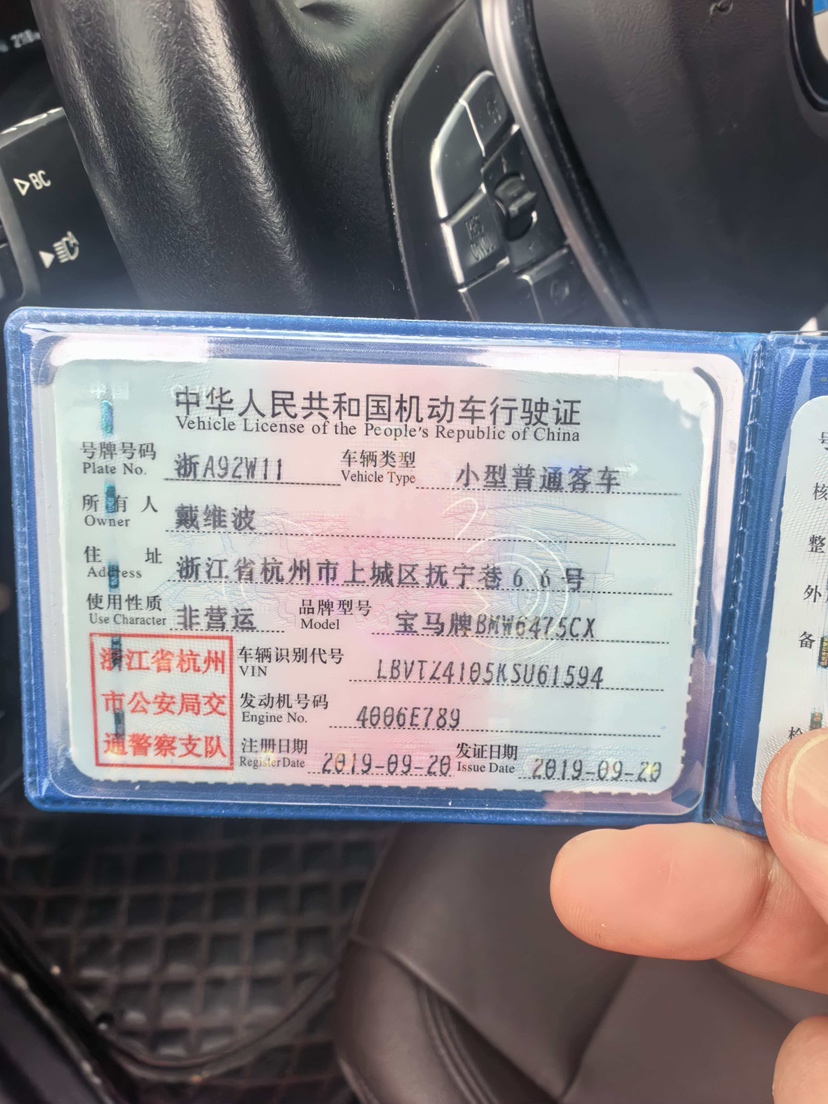 BC
中华人民共和国机动车行驶证
Vehicle License of the People's Republic of China
号牌号码 浙A92W11 车辆类型 小型普通客车
Plate No. Vehicle Type
所有人 戴维波
Owner
住址 浙江省杭州市上城区抚宁巷66号
Address
使用性质 非营运 品牌型号 宝马牌BMW6475CX
Use Character Model
浙江省杭州
市公安局交
通警察支队
车辆识别代号 LBVTZ4105KSU61594
VIN
发动机号码 4006E789
Engine No.
注册日期 2019-09-20 发证日期 2019-09-20
Register Date Issue Date
核
整
外
备